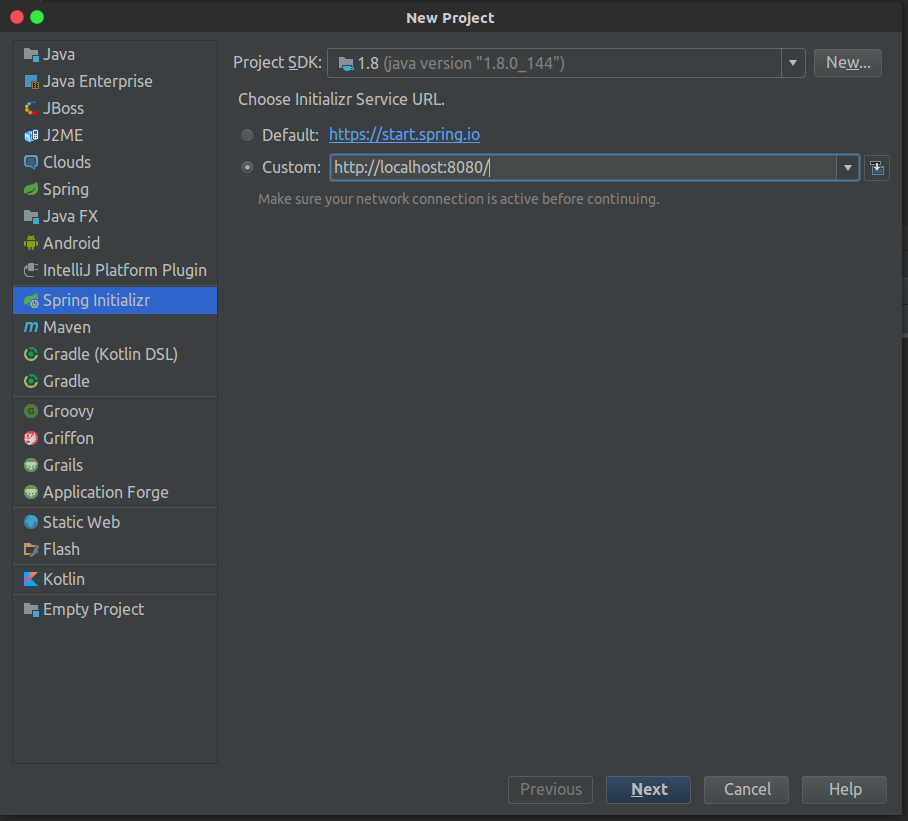 New Project
Java
Java Enterprise
JBoss
J2ME
Clouds
Spring
Java FX
Android
IntelliJ Platform Plugin
Spring Initializr
Maven
Gradle (Kotlin DSL)
Gradle
Groovy
Griffon
Grails
Application Forge
Static Web
Flash
Kotlin
Empty Project
Project SDK: 1.8 (java version "1.8.0_144") New...
Choose Initializr Service URL.
Default: https://start.spring.io
Custom: http://localhost:8080/
Make sure your network connection is active before continuing.
Previous Next Cancel Help